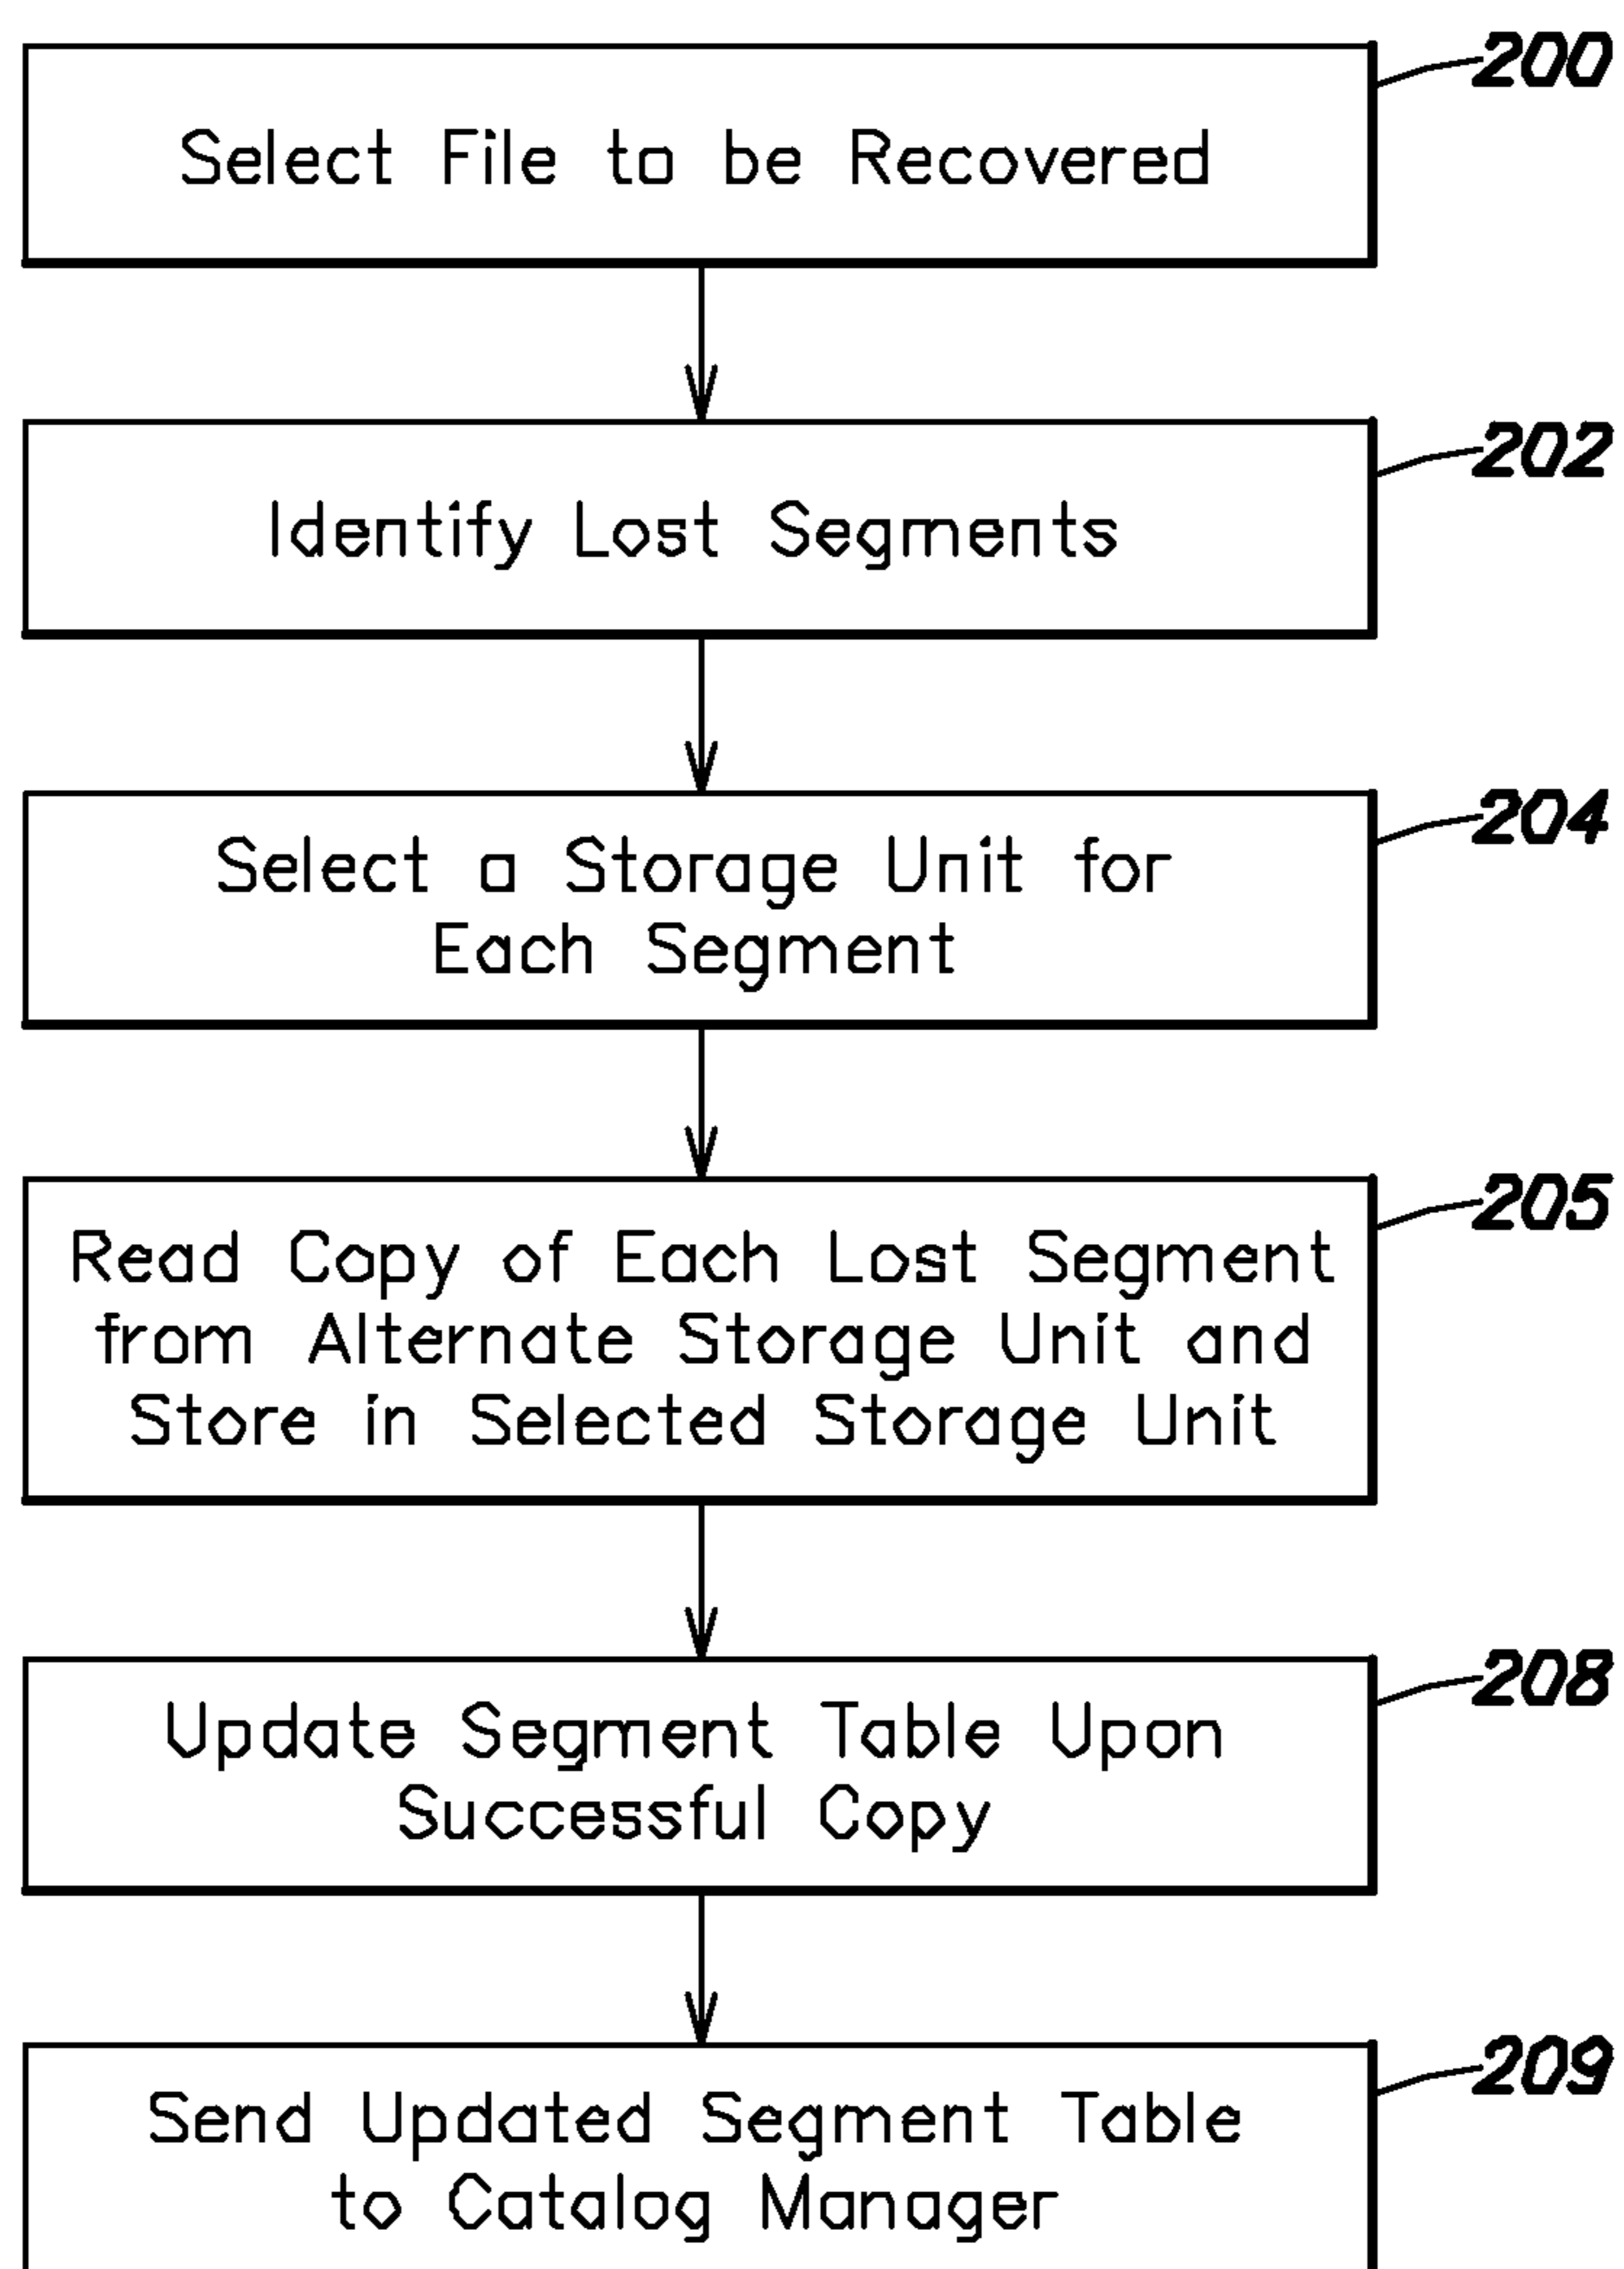 200
Select File to be Recovered
202
Identify Lost Segments
204
Select a Storage Unit for
Each Segment
205
Read Copy of Each Lost Segment
from Alternate Storage Unit and
Store in Selected Storage Unit
208
Update Segment Table Upon
Successful Copy
209
Send Updated Segment Table
to Catalog Manager